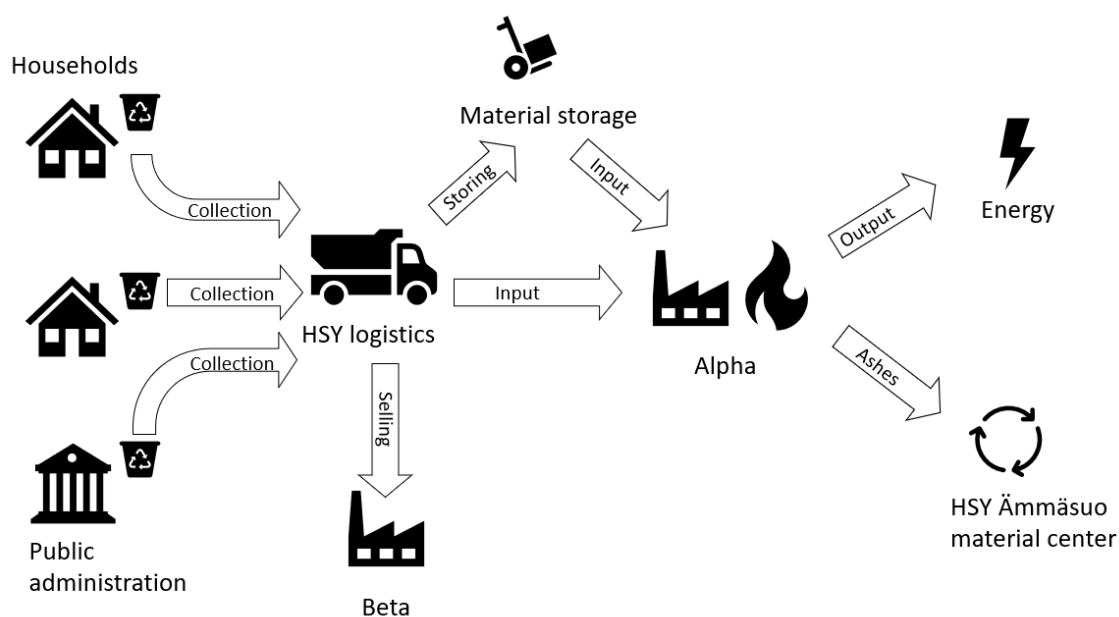 Households
Material storage
Collection
Storing
Input
Energy
Output
Collection
Input
HSY logistics
Collection
Alpha
Ashes
Selling
HSY Ämmäsuo
material center
Public
administration
Beta